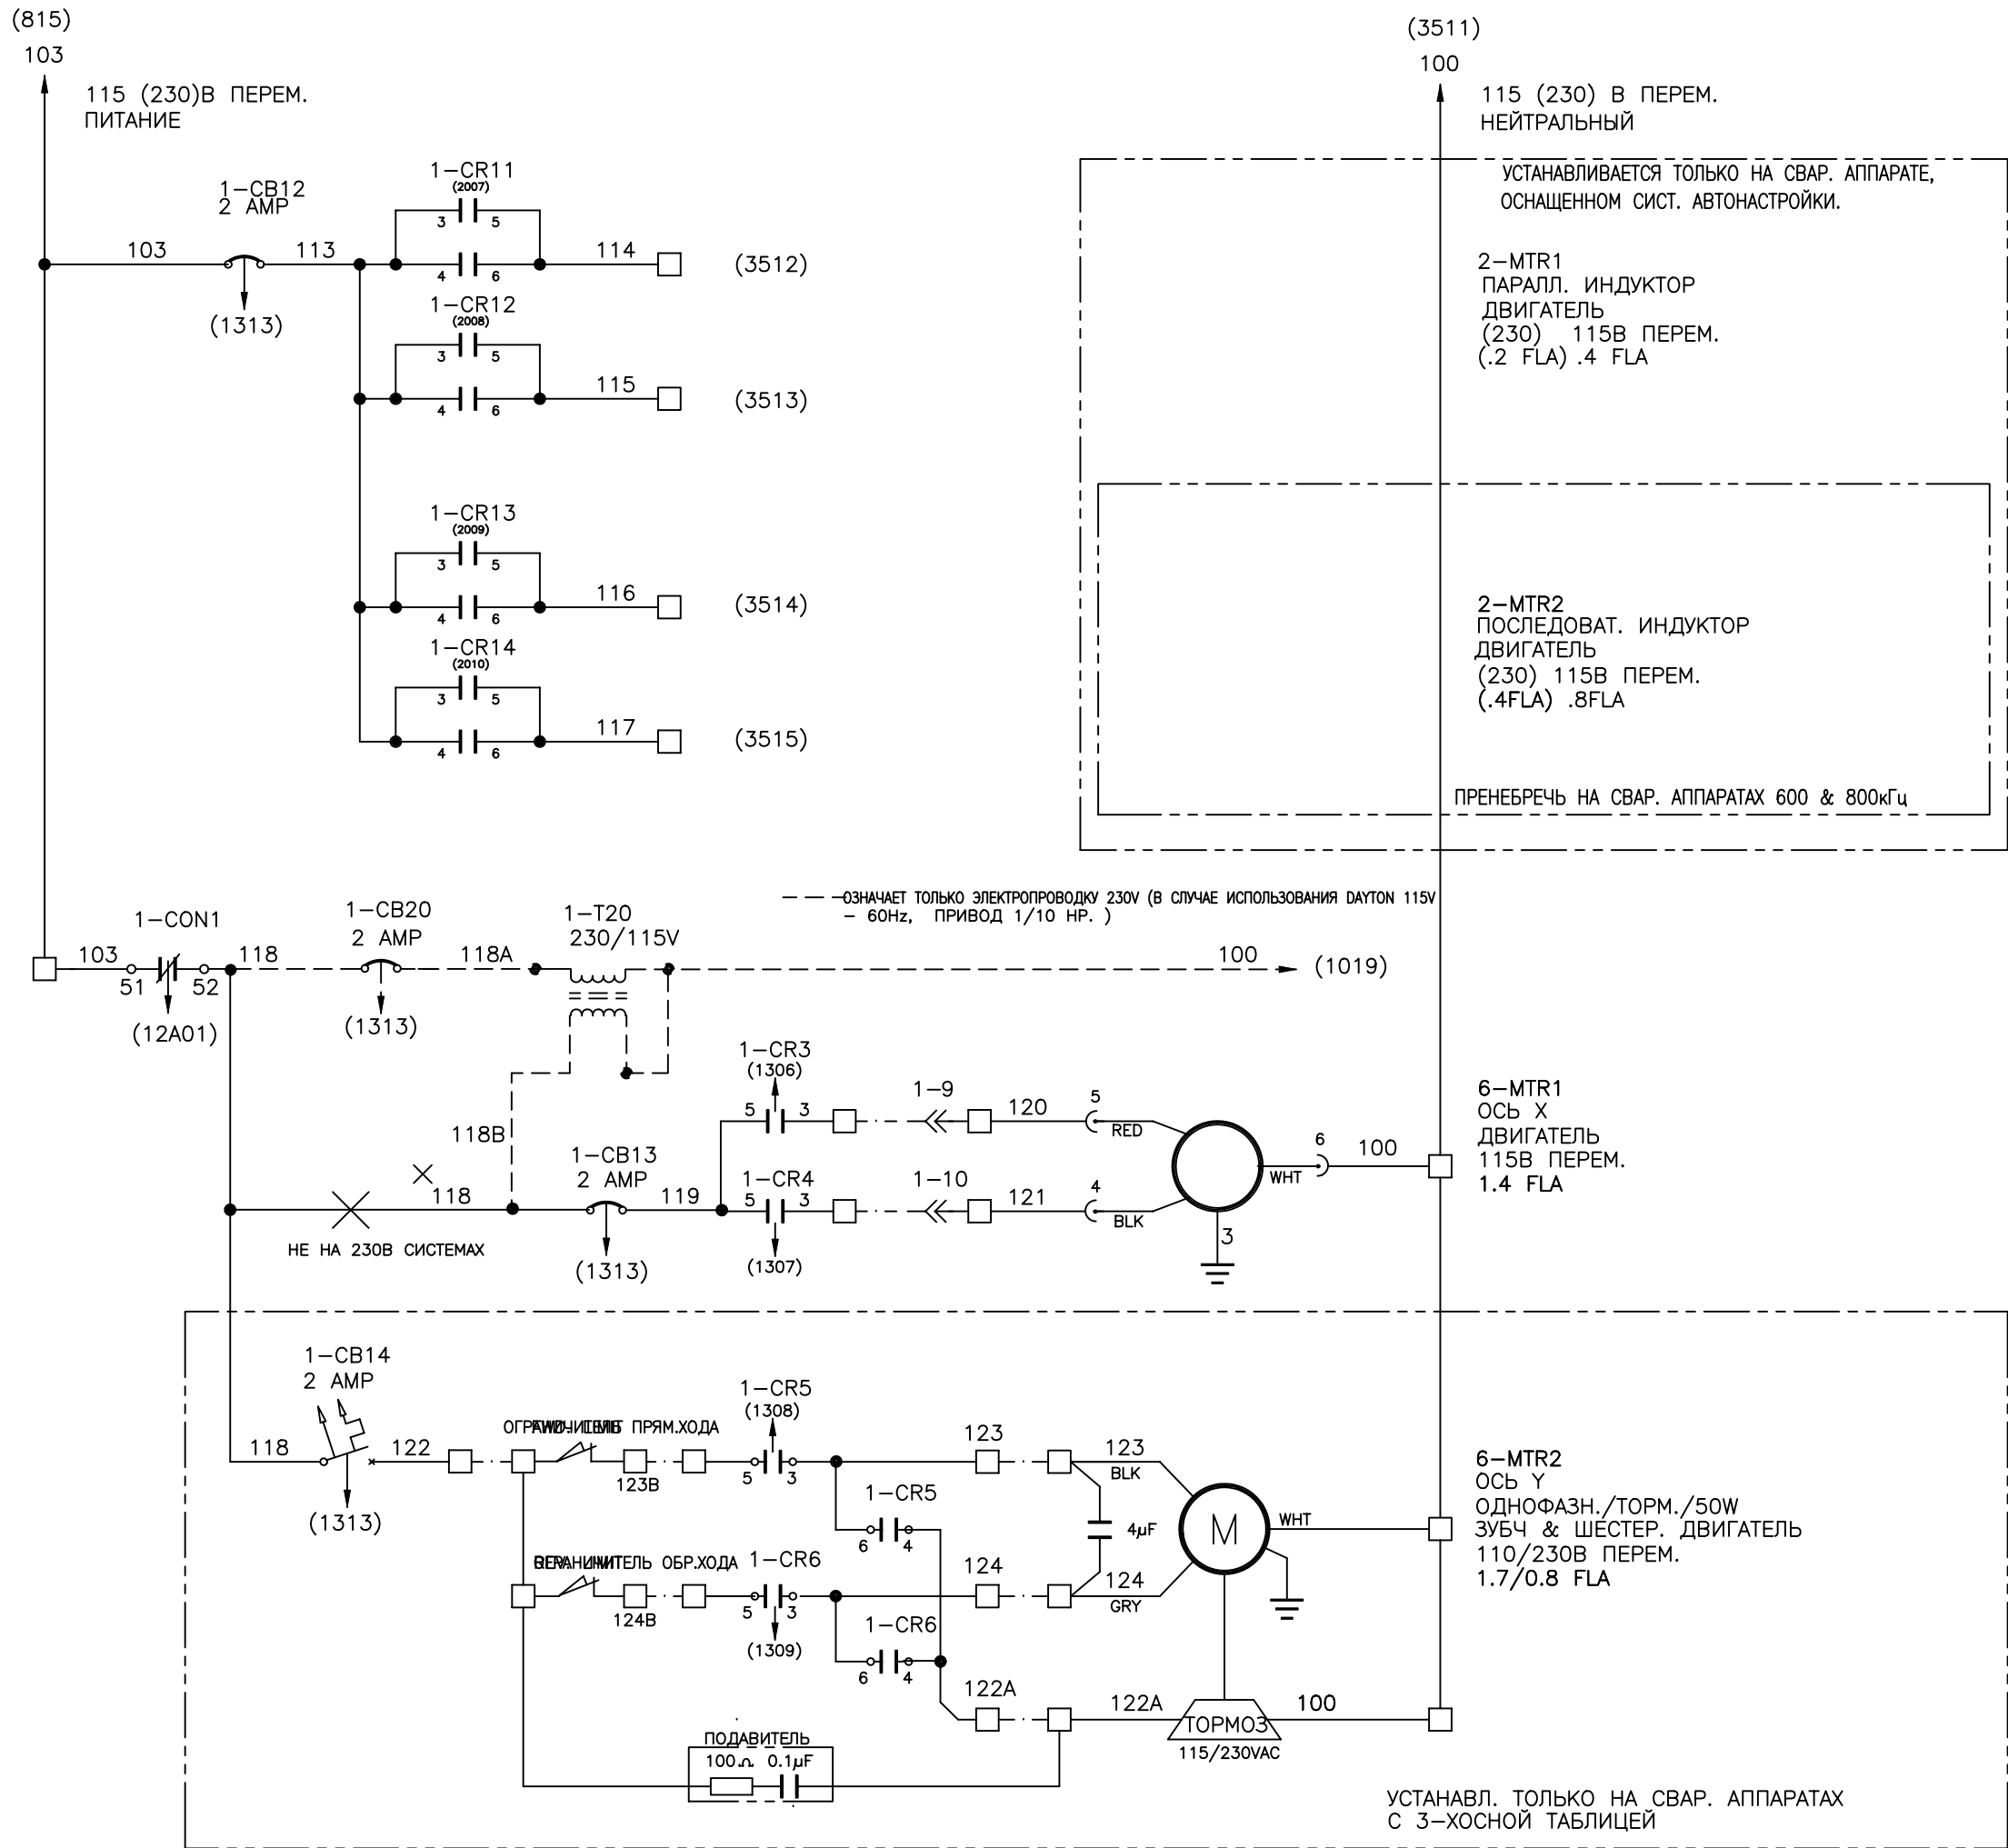 (815)
103
115 (230)В ПЕРЕМ.
ПИТАНИЕ
(3511)
100
115 (230) В ПЕРЕМ.
НЕЙТРАЛЬНЫЙ
УСТАНАВЛИВАЕТСЯ ТОЛЬКО НА СВАР. АППАРАТЕ,
ОСНАЩЕННОМ СИСТ. АВТОНАСТРОЙКИ.
1-CB12
2 AMP
103
113
(1313)
1-CR11
(2007)
3 5
4 6
114
(3512)
1-CR12
(2008)
3 5
4 6
115
(3513)
1-CR13
(2009)
3 5
4 6
116
(3514)
1-CR14
(2010)
3 5
4 6
117
(3515)
2-MTR1
ПАРАЛЛ. ИНДУКТОР
ДВИГАТЕЛЬ
(230) 115В ПЕРЕМ.
(.2 FLA) .4 FLA
2-MTR2
ПОСЛЕДОВАТ. ИНДУКТОР
ДВИГАТЕЛЬ
(230) 115В ПЕРЕМ.
(.4FLA) .8FLA
ПРЕНЕБРЕЧЬ НА СВАР. АППАРАТАХ 600 & 800кГц
ОЗНАЧАЕТ ТОЛЬКО ЭЛЕКТРОПРОВОДКУ 230V (В СЛУЧАЕ ИСПОЛЬЗОВАНИЯ DAYTON 115V
- 60Hz, ПРИВОД 1/10 HP. )
1-CON1
103
51 52
(12A01)
118
1-CB20
2 AMP
(1313)
118A
1-T20
230/115V
100
(1019)
118B
118
НЕ НА 230В СИСТЕМАХ
1-CB13
2 AMP
(1313)
119
1-CR3
(1306)
5 3
1-9
120
5
RED
1-CR4
5 3
(1307)
1-10
121
4
BLK
WHT
6
100
3
6-MTR1
ОСЬ X
ДВИГАТЕЛЬ
115В ПЕРЕМ.
1.4 FLA
1-CB14
2 AMP
118
122
(1313)
ПРЯМ.ХОДА
123B
1-CR5
(1308)
5 3
123
123
BLK
1-CR5
6 4
4µF
M
WHT
ОБР.ХОДА
124B
1-CR6
5 3
(1309)
124
124
GRY
1-CR6
6 4
122A
122A
ТОРМОЗ
115/230VAC
100
ПОДАВИТЕЛЬ
100Ω 0.1µF
6-MTR2
ОСЬ Y
ОДНОФАЗН./ТОРМ./50W
ЗУБЧ & ШЕСТЕР. ДВИГАТЕЛЬ
110/230В ПЕРЕМ.
1.7/0.8 FLA
УСТАНАВЛ. ТОЛЬКО НА СВАР. АППАРАТАХ
С 3-ХОСНОЙ ТАБЛИЦЕЙ